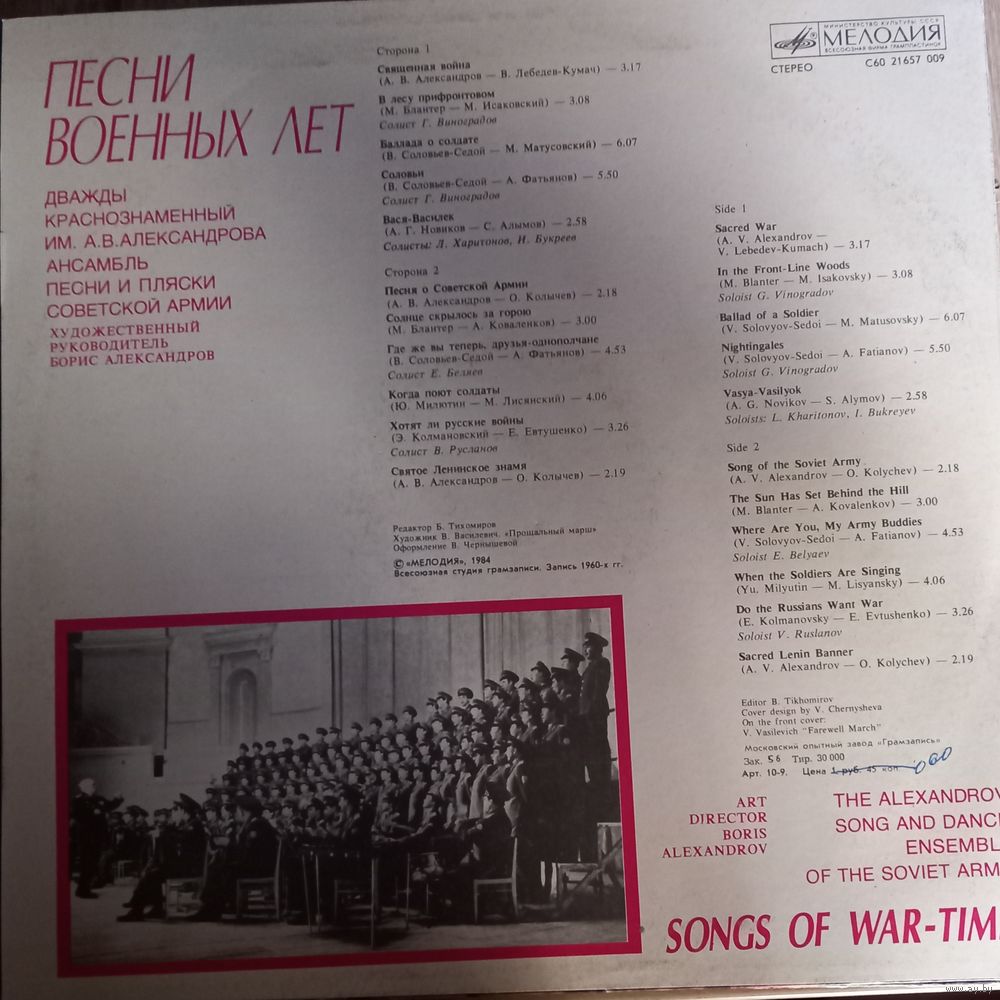 ПЕСНИ
ВОЕННЫХ ЛЕТ
ДВАЖДЫ
КРАСНОЗНАМЕННЫЙ
ИМ. А.В.АЛЕКСАНДРОВА
АНСАМБЛЬ
ПЕСНИ И ПЛЯСКИ
СОВЕТСКОЙ АРМИИ
ХУДОЖЕСТВЕННЫЙ
РУКОВОДИТЕЛЬ
БОРИС АЛЕКСАНДРОВ
Сторона 1
Священная война
(А. В. Александров — В. Лебедев-Кумач) — 3.17
В лесу прифронтовом
(М. Блантер — М. Исаковский) — 3.08
Солист Г. Виноградов
Баллада о солдате
(В. Соловьев-Седой — М. Матусовский) — 6.07
Соловьи
(В. Соловьев-Седой — А. Фатьянов) — 5.50
Солист Г. Виноградов
Вася-Василек
(А. Г. Новиков — С. Алымов) — 2.58
Солисты: Л. Харитонов, И. Букреев
Сторона 2
Песня о Советской Армии
(А. В. Александров — О. Колычев) — 2.18
Солнце скрылось за горою
(М. Блантер — А. Коваленков) — 3.00
Где же вы теперь, друзья-однополчане
(В. Соловьев-Седой — А. Фатьянов) — 4.53
Солист Е. Беляев
Когда поют солдаты
(Ю. Милютин — М. Лисянский) — 4.06
Хотят ли русские войны
(Э. Колмановский — Е. Евтушенко) — 3.26
Солист В. Русланов
Святое Ленинское знамя
(А. В. Александров — О. Колычев) — 2.19
Редактор Б. Тихомиров
Художник В. Василевич. «Прощальный марш»
Оформление В. Чернышевой
© «МЕЛОДИЯ», 1984
Всесоюзная студия грамзаписи. Запись 1960-х гг.
МИНИСТЕРСТВО КУЛЬТУРЫ СССР
МЕЛОДИЯ
ВСЕСОЮЗНАЯ ФИРМА ГРАМПЛАСТИНОК
СТЕРЕО С60 21657 009
Side 1
Sacred War
(A. V. Alexandrov —
V. Lebedev-Kumach) — 3.17
In the Front-Line Woods
(M. Blanter — M. Isakovsky) — 3.08
Soloist G. Vinogradov
Ballad of a Soldier
(V. Solovyov-Sedoi — M. Matusovsky) — 6.07
Nightingales
(V. Solovyov-Sedoi — A. Fatianov) — 5.50
Soloist G. Vinogradov
Vasya-Vasilyok
(A. G. Novikov — S. Alymov) — 2.58
Soloists: L. Kharitonov, I. Bukreyev
Side 2
Song of the Soviet Army
(A. V. Alexandrov — O. Kolychev) — 2.18
The Sun Has Set Behind the Hill
(M. Blanter — A. Kovalenkov) — 3.00
Where Are You, My Army Buddies
(V. Solovyov-Sedoi — A. Fatianov) — 4.53
Soloist E. Belyaev
When the Soldiers Are Singing
(Yu. Milyutin — M. Lisyansky) — 4.06
Do the Russians Want War
(E. Kolmanovsky — E. Evtushenko) — 3.26
Soloist V. Ruslanov
Sacred Lenin Banner
(A. V. Alexandrov — O. Kolychev) — 2.19
Editor B. Tikhomirov
Cover design by V. Chernysheva
On the front cover:
V. Vasilevich "Farewell March"
Московский опытный завод «Грамзапись»
Зак. 56 Тир. 30 000
Арт. 10-9. Цена 1 руб. 45 коп.
ART
DIRECTOR
BORIS
ALEXANDROV
THE ALEXANDROV
SONG AND DANC
ENSEMBL
OF THE SOVIET ARM
SONGS OF WAR-TIM
www.ay.by